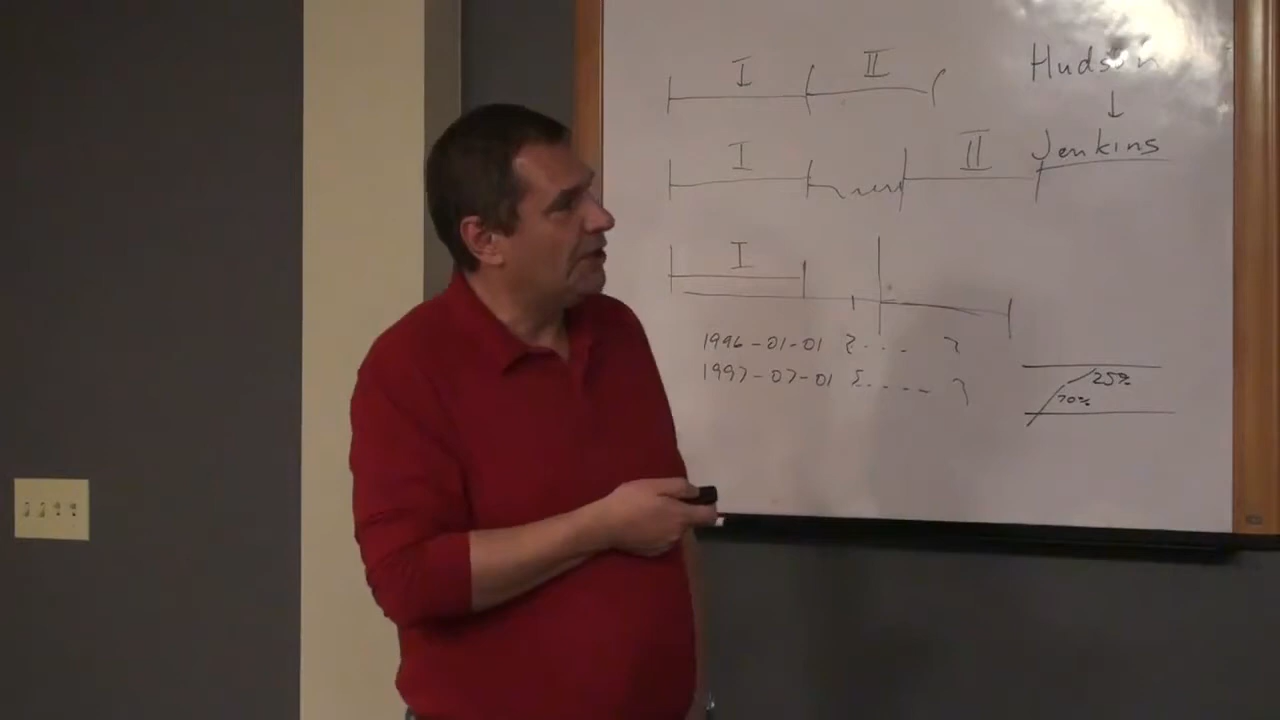 I II
Hudson
↓
I II Jenkins
I
1996-01-01 { . . . }
1997-07-01 { . . . . . }
25%
70%